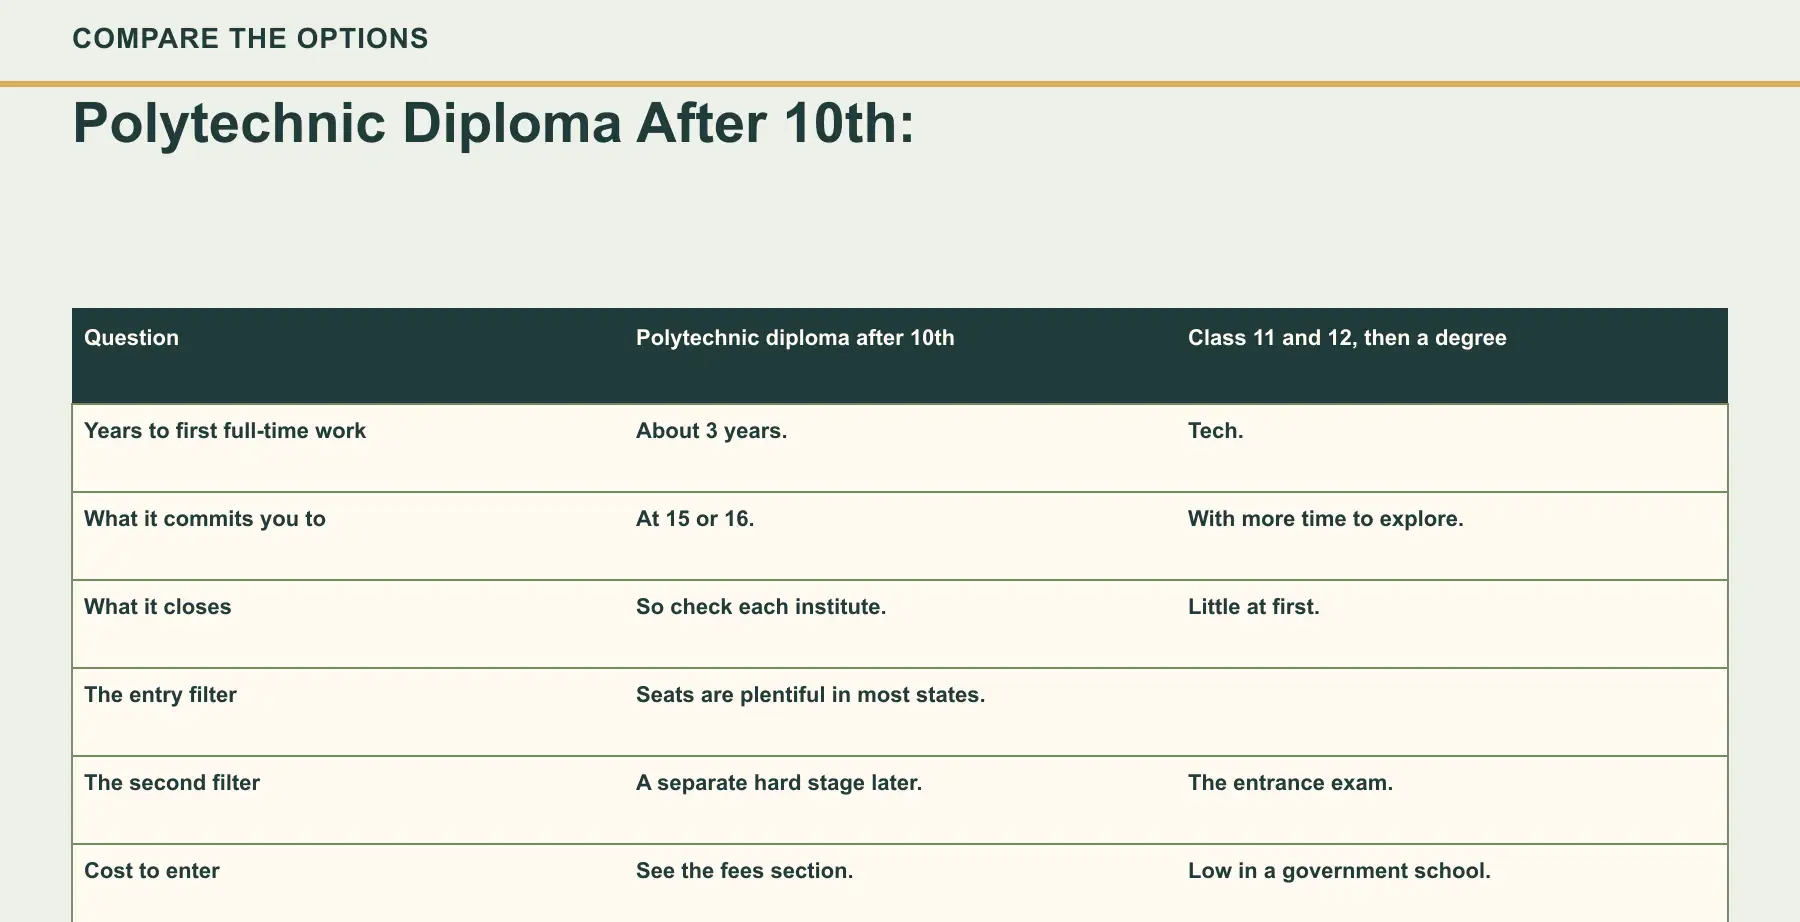 COMPARE THE OPTIONS
Polytechnic Diploma After 10th:
Question Polytechnic diploma after 10th Class 11 and 12, then a degree
Years to first full-time work About 3 years. Tech.
What it commits you to At 15 or 16. With more time to explore.
What it closes So check each institute. Little at first.
The entry filter Seats are plentiful in most states.
The second filter A separate hard stage later. The entrance exam.
Cost to enter See the fees section. Low in a government school.